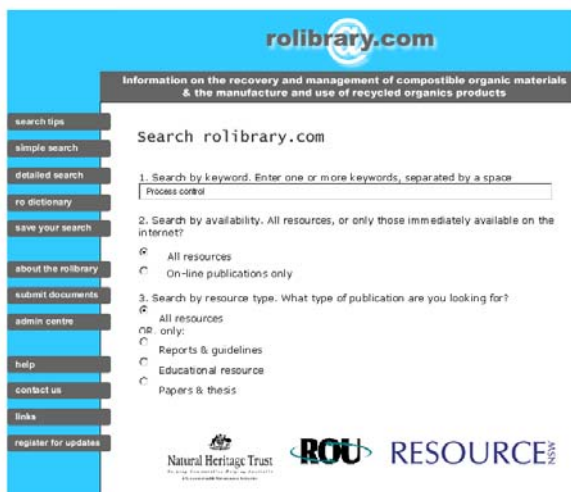 rolibrary.com
Information on the recovery and management of compostible organic materials
& the manufacture and use of recycled organics products
search tips
simple search
detailed search
ro dictionary
save your search
about the rolibrary
submit documents
admin centre
help
contact us
links
register for updates
Search rolibrary.com
1. Search by keyword. Enter one or more keywords, separated by a space
Process control
2. Search by availability. All resources, or only those immediately available on the
internet?
All resources
On-line publications only
3. Search by resource type. What type of publication are you looking for?
All resources
OR, only:
Reports & guidelines
Educational resource
Papers & thesis
Natural Heritage Trust
ROU
RESOURCE NSW